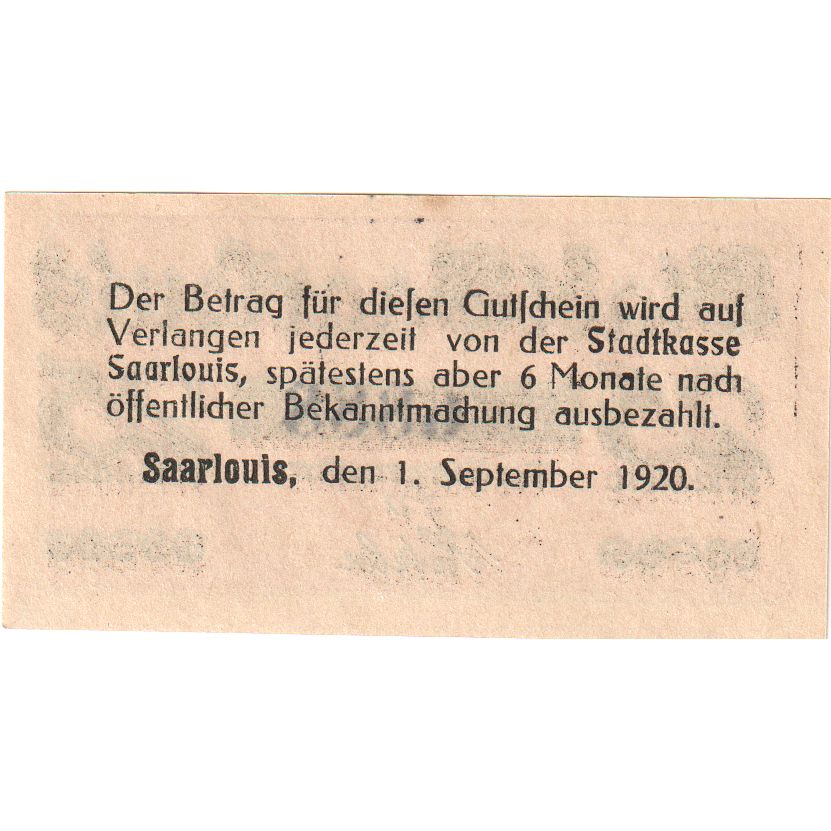 Der Betrag für dieſen Gutſchein wird auf
Verlangen jederzeit von der Stadtkasse
Saarlouis, spätestens aber 6 Monate nach
öffentlicher Bekanntmachung ausbezahlt.
Saarlouis, den 1. September 1920.